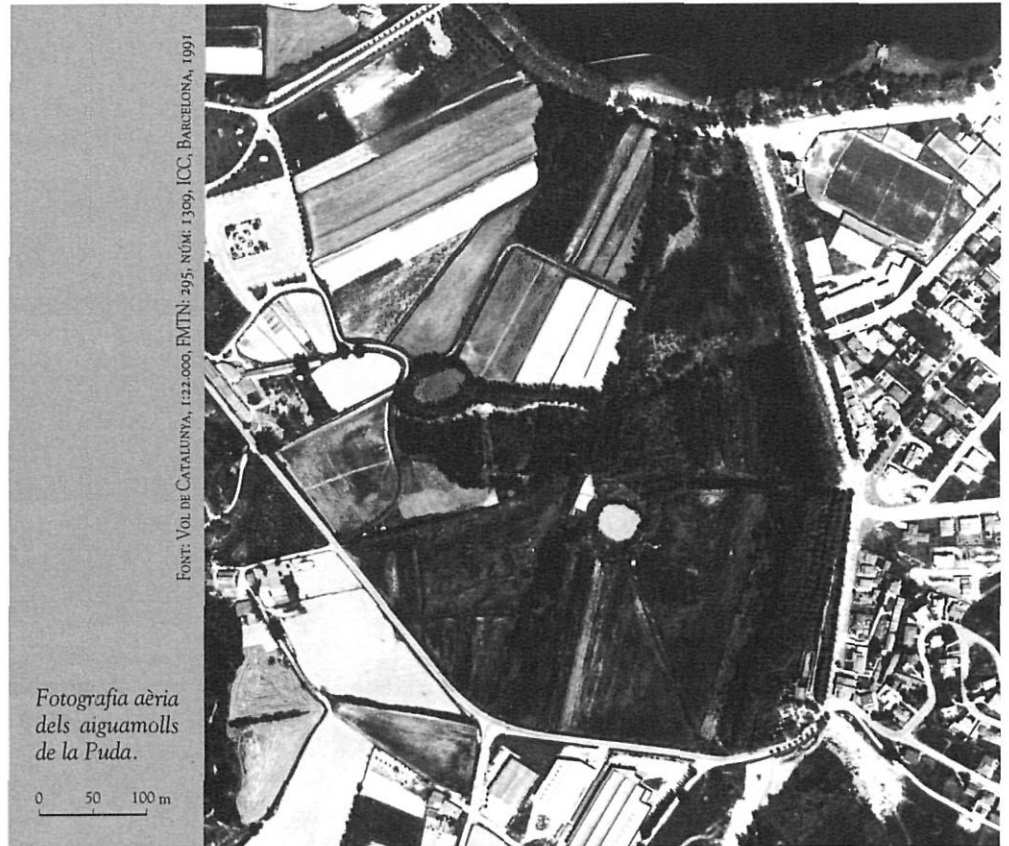 FONT: VOL DE CATALUNYA, 1:22.000, FMTN: 295, NÚM: 1309, ICC, BARCELONA, 1991
Fotografia aèria
dels aiguamolls
de la Puda.
0 50 100 m